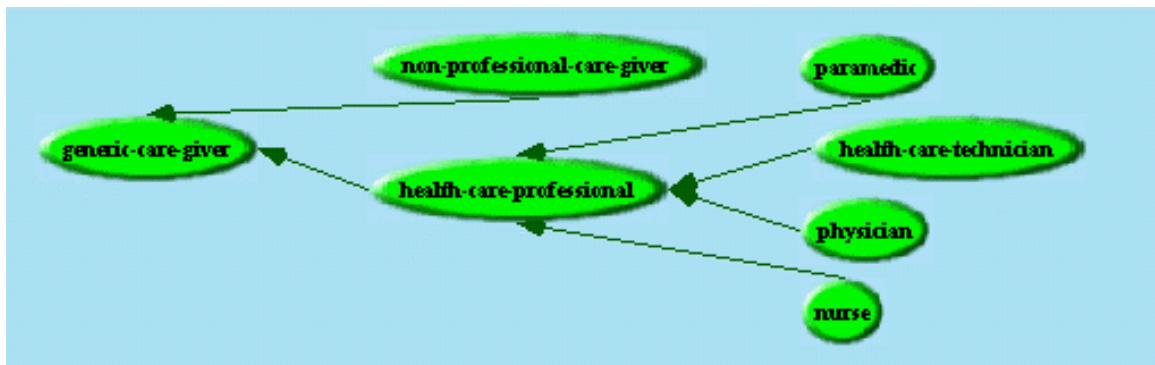 non-professional-care-giver
paramedic
generic-care-giver
health-care-technician
health-care-professional
physician
nurse